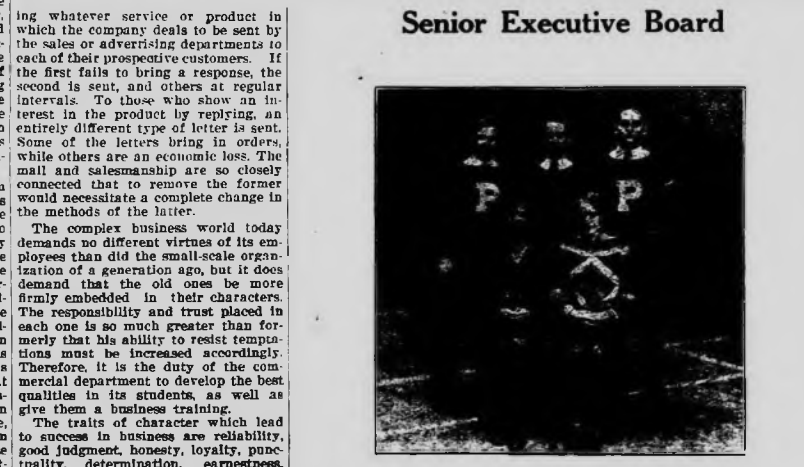 ing whatever service or product in
which the company deals to be sent by
the sales or advertising departments to
each of their prospective customers. If
the first fails to bring a response, the
second is sent, and others at regular
intervals. To those who show an in-
terest in the product by replying, an
entirely different type of letter is sent.
Some of the letters bring in orders,
while others are an economic loss. The
mail and salesmanship are so closely
connected that to remove the former
would necessitate a complete change in
the methods of the latter.
The complex business world today
demands no different virtues of its em-
ployees than did the small-scale organ-
ization of a generation ago, but it does
demand that the old ones be more
firmly embedded in their characters.
The responsibility and trust placed in
each one is so much greater than for-
merly that his ability to resist tempta-
tions must be increased accordingly.
Therefore, it is the duty of the com-
mercial department to develop the best
qualities in its students, as well as
give them a business training.
The traits of character which lead
to success in business are reliability,
good judgment, honesty, loyalty, punc-
tuality, determination, earnestness,
Senior Executive Board
P P